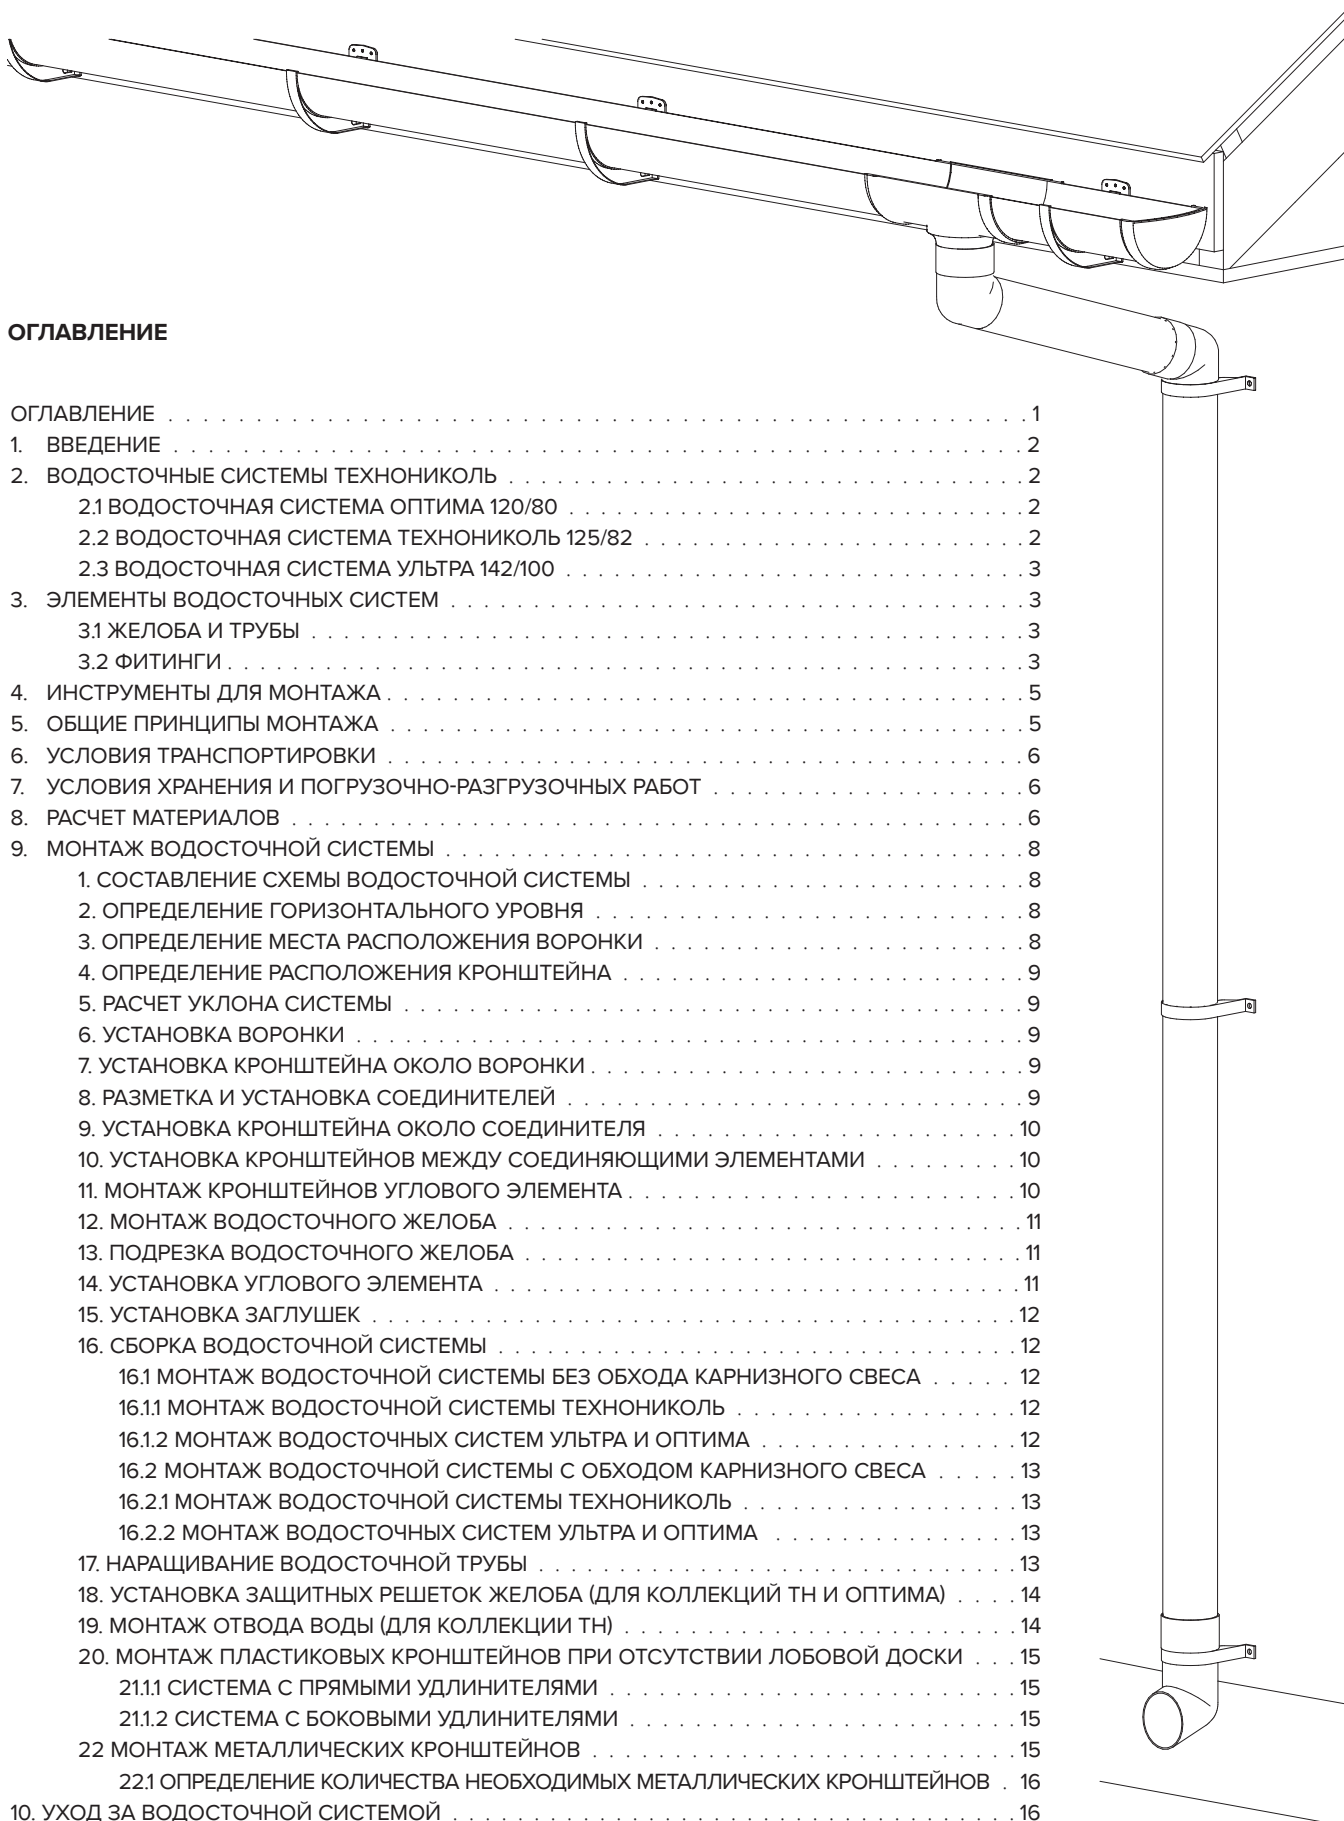 ОГЛАВЛЕНИЕ
ОГЛАВЛЕНИЕ . . . . . . . . . . 1
1. ВВЕДЕНИЕ . . . . . . . . . . 2
2. ВОДОСТОЧНЫЕ СИСТЕМЫ ТЕХНОНИКОЛЬ . . . . . . . . . . 2
2.1 ВОДОСТОЧНАЯ СИСТЕМА ОПТИМА 120/80 . . . . . . . . . . 2
2.2 ВОДОСТОЧНАЯ СИСТЕМА ТЕХНОНИКОЛЬ 125/82 . . . . . . . . . . 2
2.3 ВОДОСТОЧНАЯ СИСТЕМА УЛЬТРА 142/100 . . . . . . . . . . 3
3. ЭЛЕМЕНТЫ ВОДОСТОЧНЫХ СИСТЕМ . . . . . . . . . . 3
3.1 ЖЕЛОБА И ТРУБЫ . . . . . . . . . . 3
3.2 ФИТИНГИ . . . . . . . . . . 3
4. ИНСТРУМЕНТЫ ДЛЯ МОНТАЖА . . . . . . . . . . 5
5. ОБЩИЕ ПРИНЦИПЫ МОНТАЖА . . . . . . . . . . 5
6. УСЛОВИЯ ТРАНСПОРТИРОВКИ . . . . . . . . . . 6
7. УСЛОВИЯ ХРАНЕНИЯ И ПОГРУЗОЧНО-РАЗГРУЗОЧНЫХ РАБОТ . . . . . . . . . . 6
8. РАСЧЕТ МАТЕРИАЛОВ . . . . . . . . . . 6
9. МОНТАЖ ВОДОСТОЧНОЙ СИСТЕМЫ . . . . . . . . . . 8
1. СОСТАВЛЕНИЕ СХЕМЫ ВОДОСТОЧНОЙ СИСТЕМЫ . . . . . . . . . . 8
2. ОПРЕДЕЛЕНИЕ ГОРИЗОНТАЛЬНОГО УРОВНЯ . . . . . . . . . . 8
3. ОПРЕДЕЛЕНИЕ МЕСТА РАСПОЛОЖЕНИЯ ВОРОНКИ . . . . . . . . . . 8
4. ОПРЕДЕЛЕНИЕ РАСПОЛОЖЕНИЯ КРОНШТЕЙНА . . . . . . . . . . 9
5. РАСЧЕТ УКЛОНА СИСТЕМЫ . . . . . . . . . . 9
6. УСТАНОВКА ВОРОНКИ . . . . . . . . . . 9
7. УСТАНОВКА КРОНШТЕЙНА ОКОЛО ВОРОНКИ . . . . . . . . . . 9
8. РАЗМЕТКА И УСТАНОВКА СОЕДИНИТЕЛЕЙ . . . . . . . . . . 9
9. УСТАНОВКА КРОНШТЕЙНА ОКОЛО СОЕДИНИТЕЛЯ . . . . . . . . . . 10
10. УСТАНОВКА КРОНШТЕЙНОВ МЕЖДУ СОЕДИНЯЮЩИМИ ЭЛЕМЕНТАМИ . . . . . . . . . 10
11. МОНТАЖ КРОНШТЕЙНОВ УГЛОВОГО ЭЛЕМЕНТА . . . . . . . . . . 10
12. МОНТАЖ ВОДОСТОЧНОГО ЖЕЛОБА . . . . . . . . . . 11
13. ПОДРЕЗКА ВОДОСТОЧНОГО ЖЕЛОБА . . . . . . . . . . 11
14. УСТАНОВКА УГЛОВОГО ЭЛЕМЕНТА . . . . . . . . . . 11
15. УСТАНОВКА ЗАГЛУШЕК . . . . . . . . . . 12
16. СБОРКА ВОДОСТОЧНОЙ СИСТЕМЫ . . . . . . . . . . 12
16.1 МОНТАЖ ВОДОСТОЧНОЙ СИСТЕМЫ БЕЗ ОБХОДА КАРНИЗНОГО СВЕСА . . . . . 12
16.1.1 МОНТАЖ ВОДОСТОЧНОЙ СИСТЕМЫ ТЕХНОНИКОЛЬ . . . . . . . . . . 12
16.1.2 МОНТАЖ ВОДОСТОЧНЫХ СИСТЕМ УЛЬТРА И ОПТИМА . . . . . . . . . . 12
16.2 МОНТАЖ ВОДОСТОЧНОЙ СИСТЕМЫ С ОБХОДОМ КАРНИЗНОГО СВЕСА . . . . . 13
16.2.1 МОНТАЖ ВОДОСТОЧНОЙ СИСТЕМЫ ТЕХНОНИКОЛЬ . . . . . . . . . . 13
16.2.2 МОНТАЖ ВОДОСТОЧНЫХ СИСТЕМ УЛЬТРА И ОПТИМА . . . . . . . . . . 13
17. НАРАЩИВАНИЕ ВОДОСТОЧНОЙ ТРУБЫ . . . . . . . . . . 13
18. УСТАНОВКА ЗАЩИТНЫХ РЕШЕТОК ЖЕЛОБА (ДЛЯ КОЛЛЕКЦИЙ ТН И ОПТИМА) . . . . 14
19. МОНТАЖ ОТВОДА ВОДЫ (ДЛЯ КОЛЛЕКЦИИ ТН) . . . . . . . . . . 14
20. МОНТАЖ ПЛАСТИКОВЫХ КРОНШТЕЙНОВ ПРИ ОТСУТСТВИИ ЛОБОВОЙ ДОСКИ . . . 15
21.1.1 СИСТЕМА С ПРЯМЫМИ УДЛИНИТЕЛЯМИ . . . . . . . . . . 15
21.1.2 СИСТЕМА С БОКОВЫМИ УДЛИНИТЕЛЯМИ . . . . . . . . . . 15
22 МОНТАЖ МЕТАЛЛИЧЕСКИХ КРОНШТЕЙНОВ . . . . . . . . . . 15
22.1 ОПРЕДЕЛЕНИЕ КОЛИЧЕСТВА НЕОБХОДИМЫХ МЕТАЛЛИЧЕСКИХ КРОНШТЕЙНОВ . 16
10. УХОД ЗА ВОДОСТОЧНОЙ СИСТЕМОЙ . . . . . . . . . . 16